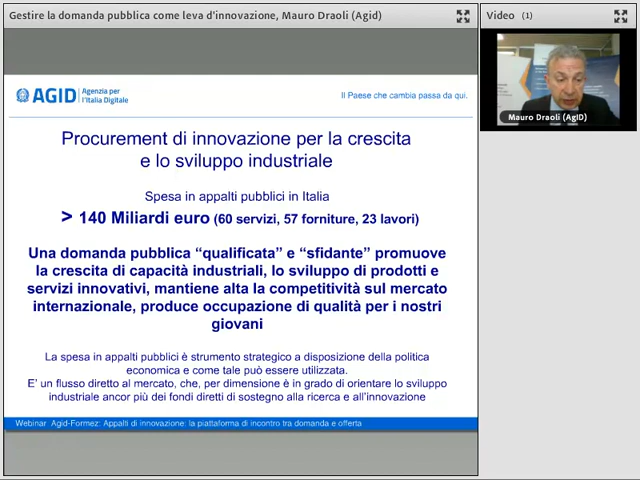 Gestire la domanda pubblica come leva d'innovazione, Mauro Draoli (Agid)
Video (1)
AGID
Agenzia per
l'Italia Digitale
Il Paese che cambia passa da qui.
Mauro Draoli (AgID)
Procurement di innovazione per la crescita
e lo sviluppo industriale
Spesa in appalti pubblici in Italia
> 140 Miliardi euro (60 servizi, 57 forniture, 23 lavori)
Una domanda pubblica “qualificata” e “sfidante” promuove
la crescita di capacità industriali, lo sviluppo di prodotti e
servizi innovativi, mantiene alta la competitività sul mercato
internazionale, produce occupazione di qualità per i nostri
giovani
La spesa in appalti pubblici è strumento strategico a disposizione della politica
economica e come tale può essere utilizzata.
E’ un flusso diretto al mercato, che, per dimensione è in grado di orientare lo sviluppo
industriale ancor più dei fondi diretti di sostegno alla ricerca e all’innovazione
Webinar Agid-Formez: Appalti di innovazione: la piattaforma di incontro tra domanda e offerta